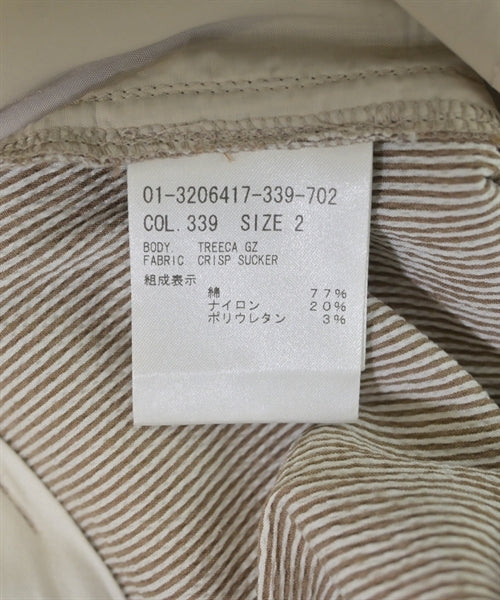 01-3206417-339-702
COL. 339 SIZE 2
BODY. TREECA GZ
FABRIC CRISP SUCKER
組成表示
綿 77%
ナイロン 20%
ポリウレタン 3%